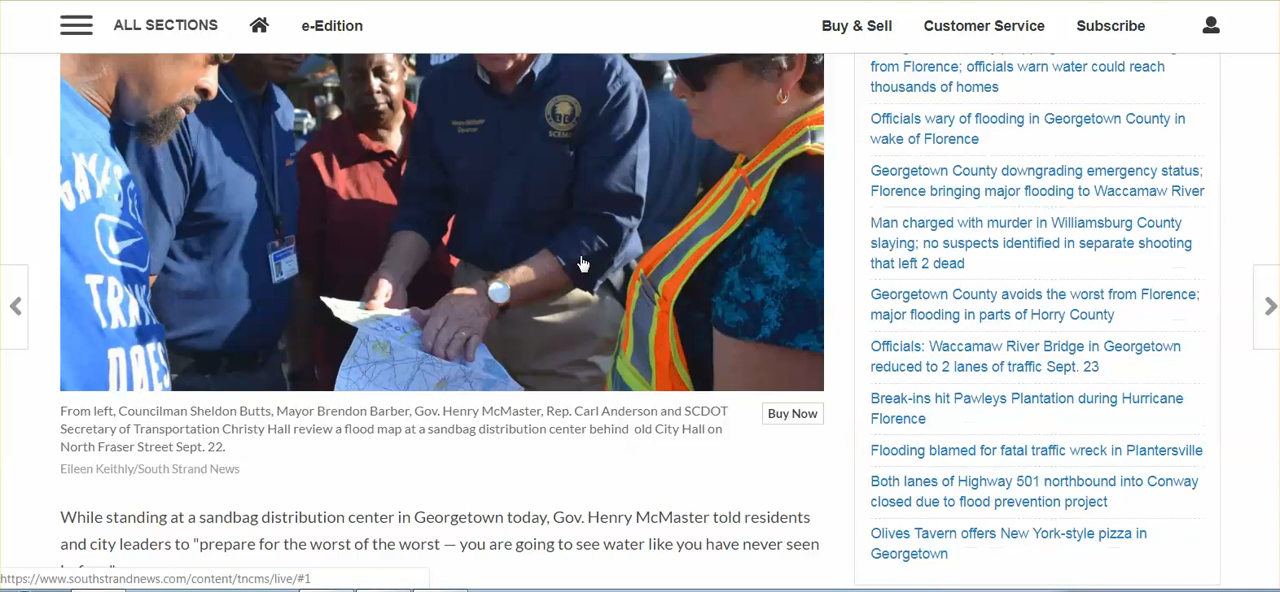 ALL SECTIONS
e-Edition
Buy & Sell
Customer Service
Subscribe
from Florence; officials warn water could reach
thousands of homes
Officials wary of flooding in Georgetown County in
wake of Florence
Georgetown County downgrading emergency status;
Florence bringing major flooding to Waccamaw River
Man charged with murder in Williamsburg County
slaying; no suspects identified in separate shooting
that left 2 dead
Georgetown County avoids the worst from Florence;
major flooding in parts of Horry County
Officials: Waccamaw River Bridge in Georgetown
reduced to 2 lanes of traffic Sept. 23
Break-ins hit Pawleys Plantation during Hurricane
Florence
Flooding blamed for fatal traffic wreck in Plantersville
Both lanes of Highway 501 northbound into Conway
closed due to flood prevention project
Olives Tavern offers New York-style pizza in
Georgetown
Henry McMaster
Governor
SCEMD
From left, Councilman Sheldon Butts, Mayor Brendon Barber, Gov. Henry McMaster, Rep. Carl Anderson and SCDOT
Secretary of Transportation Christy Hall review a flood map at a sandbag distribution center behind old City Hall on
North Fraser Street Sept. 22.
Buy Now
Eileen Keithly/South Strand News
While standing at a sandbag distribution center in Georgetown today, Gov. Henry McMaster told residents
and city leaders to "prepare for the worst of the worst — you are going to see water like you have never seen
https://www.southstrandnews.com/content/tncms/live/#1